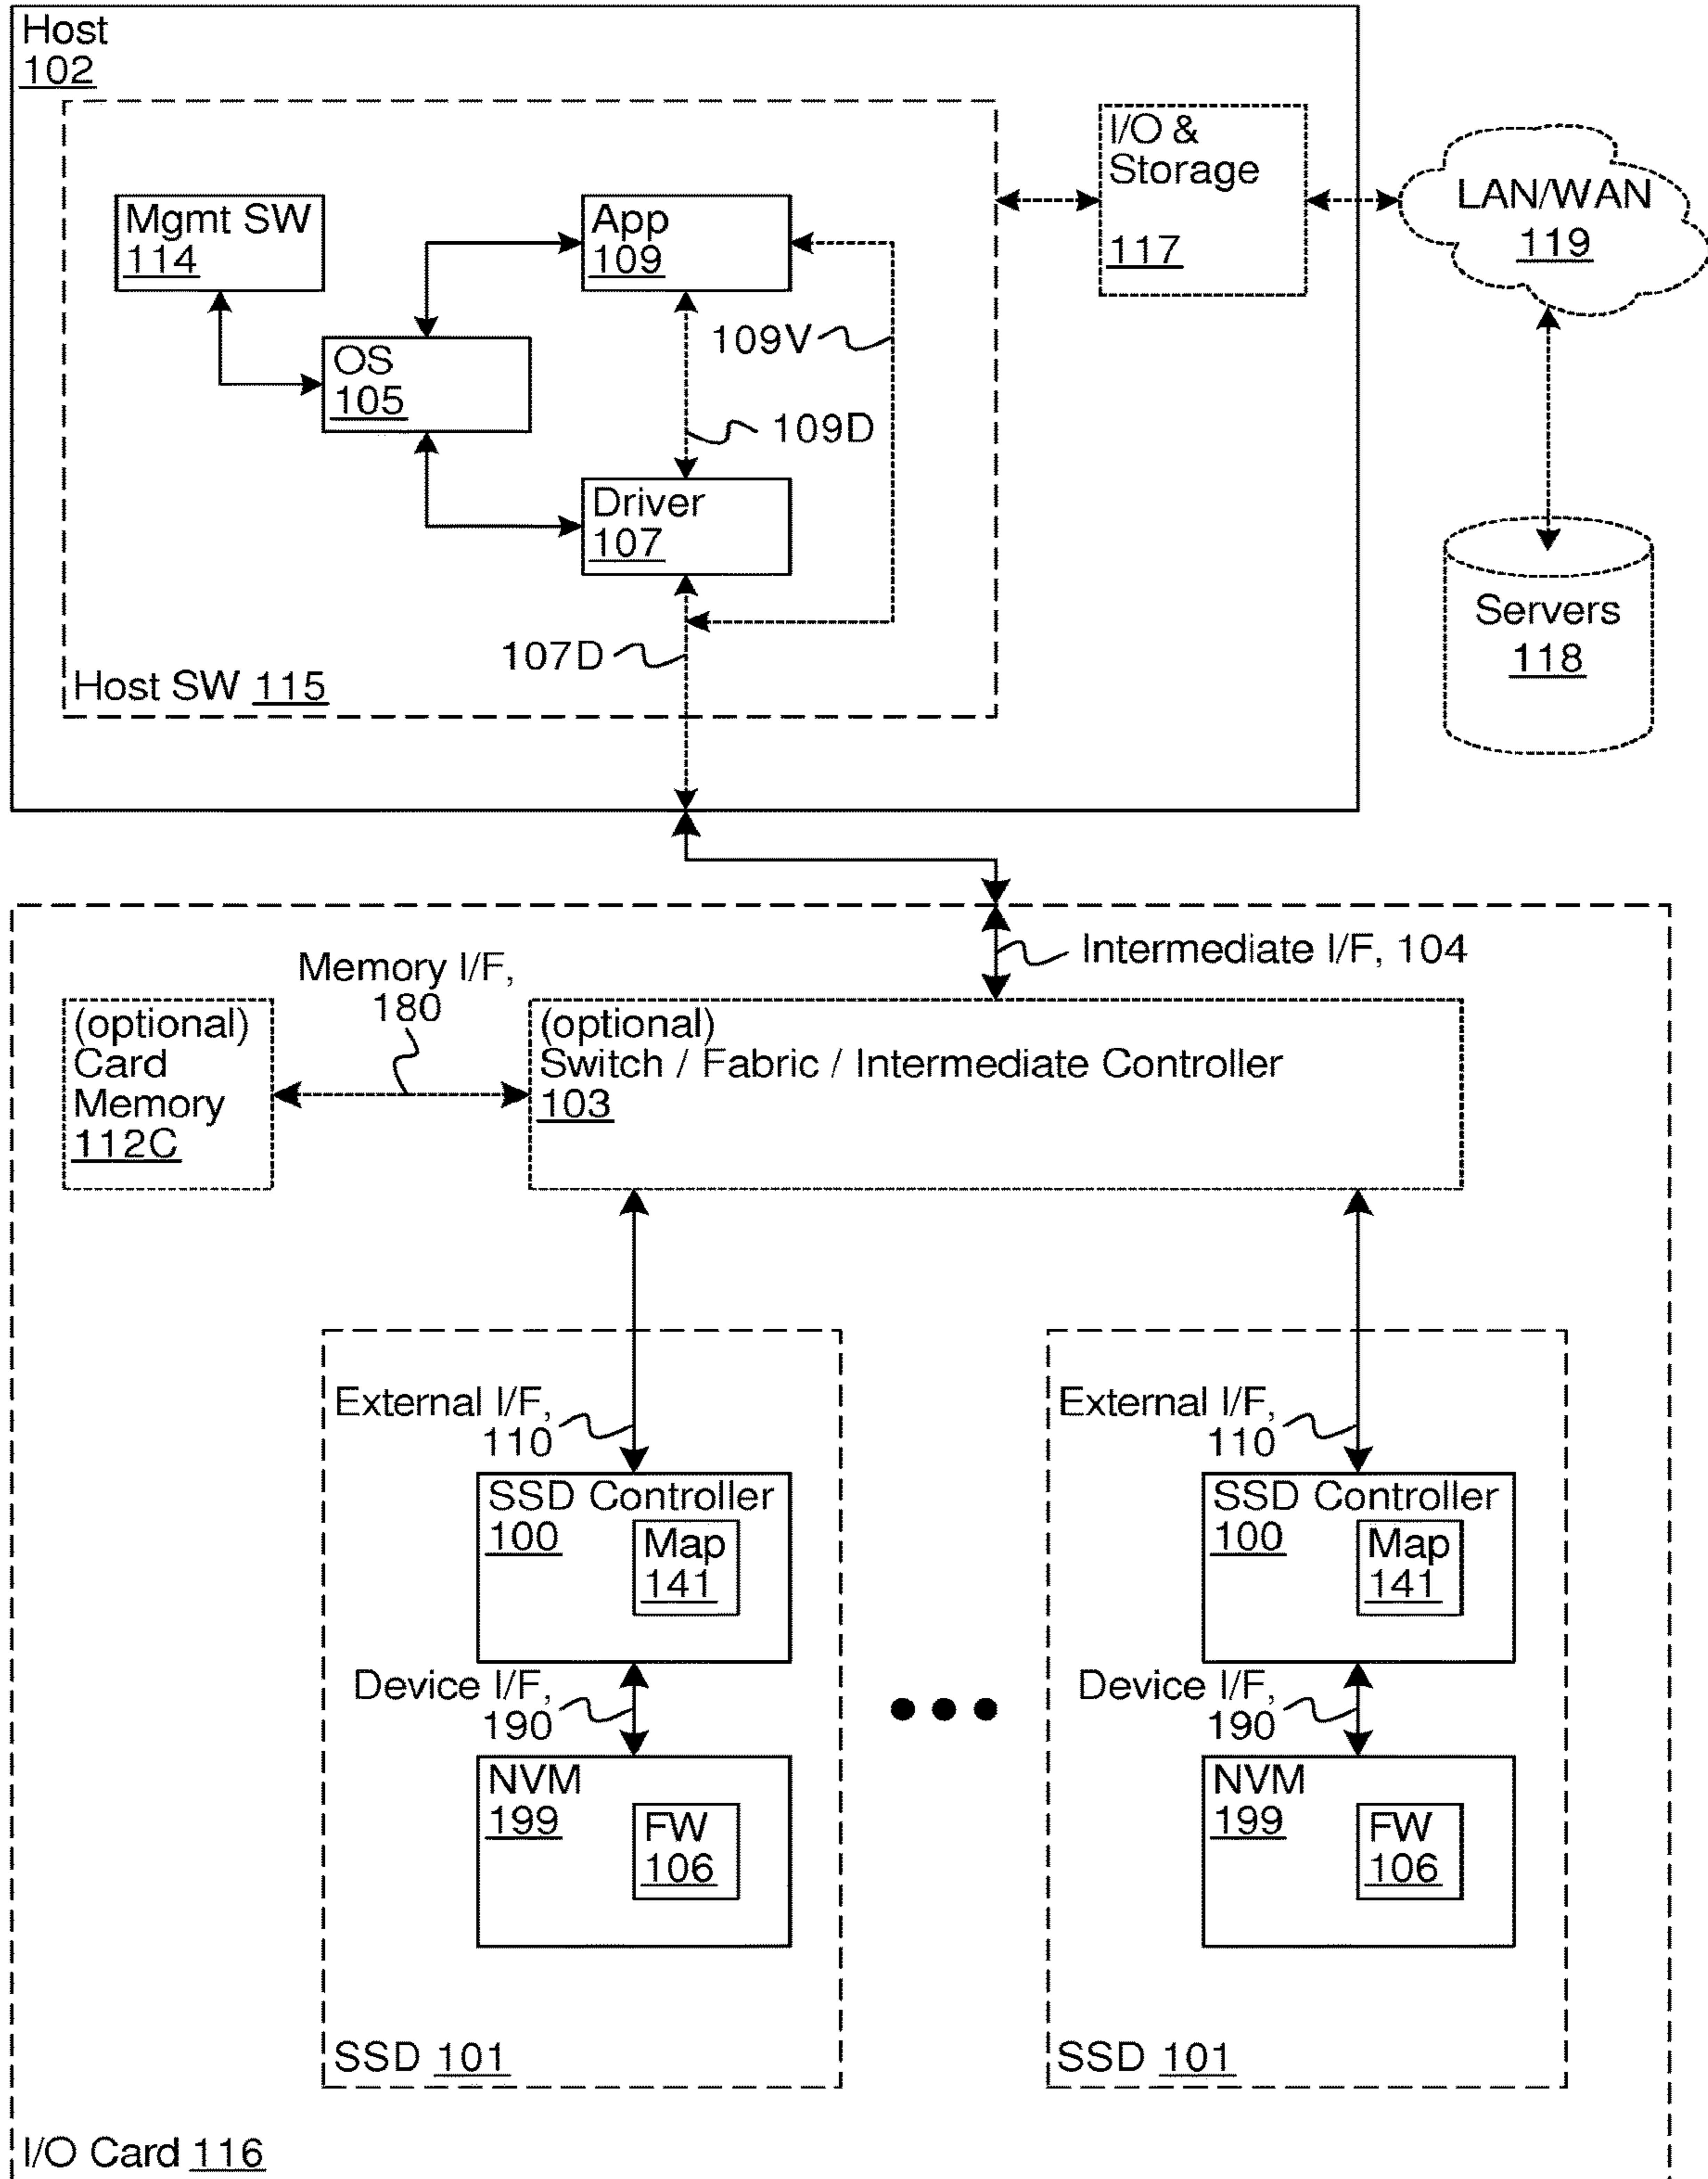 Host
102
I/O &
Storage
117
LAN/WAN
119
Mgmt SW
114
App
109
109V
OS
105
109D
Driver
107
Servers
118
107D
Host SW 115
Intermediate I/F, 104
Memory I/F,
180
(optional)
Card
Memory
112C
(optional)
Switch / Fabric / Intermediate Controller
103
External I/F,
110
SSD Controller
100
Map
141
Device I/F,
190
NVM
199
FW
106
SSD 101
External I/F,
110
SSD Controller
100
Map
141
Device I/F,
190
NVM
199
FW
106
SSD 101
I/O Card 116